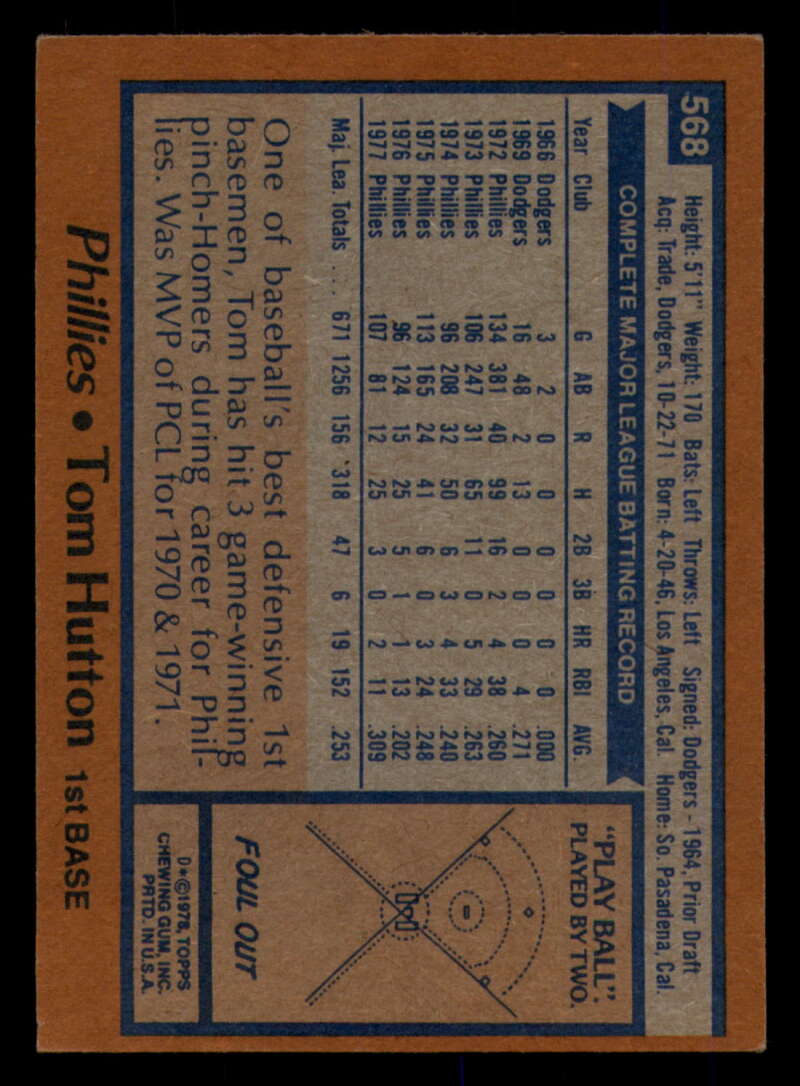 568
Height: 5'11" Weight: 170 Bats: Left Throws: Left Signed: Dodgers - 1964, Prior Draft
Acq: Trade, Dodgers, 10-22-71 Born: 4-20-46, Los Angeles, Cal. Home: So. Pasadena, Cal.
COMPLETE MAJOR LEAGUE BATTING RECORD
Year Club G AB R H 2B 3B HR RBI AVG.
1966 Dodgers 3 2 0 0 0 0 0 0 .000
1969 Dodgers 16 48 2 13 0 0 0 4 .271
1972 Phillies 134 381 40 99 16 2 4 38 .260
1973 Phillies 106 247 31 65 11 0 5 29 .263
1974 Phillies 96 208 32 50 6 3 4 33 .240
1975 Phillies 113 165 24 41 6 0 3 24 .248
1976 Phillies 96 124 15 25 5 1 1 13 .202
1977 Phillies 107 81 12 25 3 0 2 11 .309
Maj. Lea. Totals .... 671 1256 156 318 47 6 19 152 .253
One of baseball's best defensive 1st
basemen, Tom has hit 3 game-winning
pinch-Homers during career for Phil-
lies. Was MVP of PCL for 1970 & 1971.
"PLAY BALL".
PLAYED BY TWO.
FOUL OUT
D*©1978, TOPPS
CHEWING GUM, INC.
PRTD. IN U.S.A.
Phillies • Tom Hutton 1st BASE